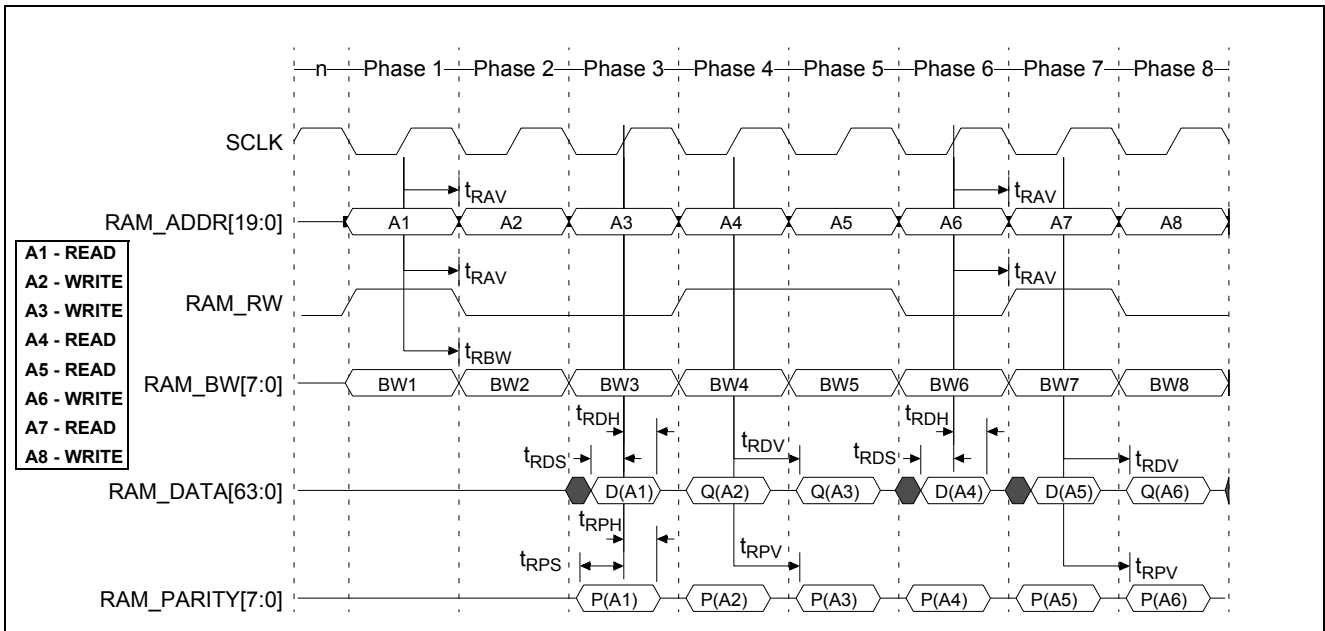 n Phase 1 Phase 2 Phase 3 Phase 4 Phase 5 Phase 6 Phase 7 Phase 8
SCLK
tRAV tRAV
RAM_ADDR[19:0] A1 A2 A3 A4 A5 A6 A7 A8
A1 - READ
A2 - WRITE
A3 - WRITE
A4 - READ
A5 - READ
A6 - WRITE
A7 - READ
A8 - WRITE
tRAV tRAV
RAM_RW
tRBW
RAM_BW[7:0] BW1 BW2 BW3 BW4 BW5 BW6 BW7 BW8
tRDH tRDH
tRDS tRDV tRDS tRDV
RAM_DATA[63:0] D(A1) Q(A2) Q(A3) D(A4) D(A5) Q(A6)
tRPH
tRPS tRPV tRPV
RAM_PARITY[7:0] P(A1) P(A2) P(A3) P(A4) P(A5) P(A6)